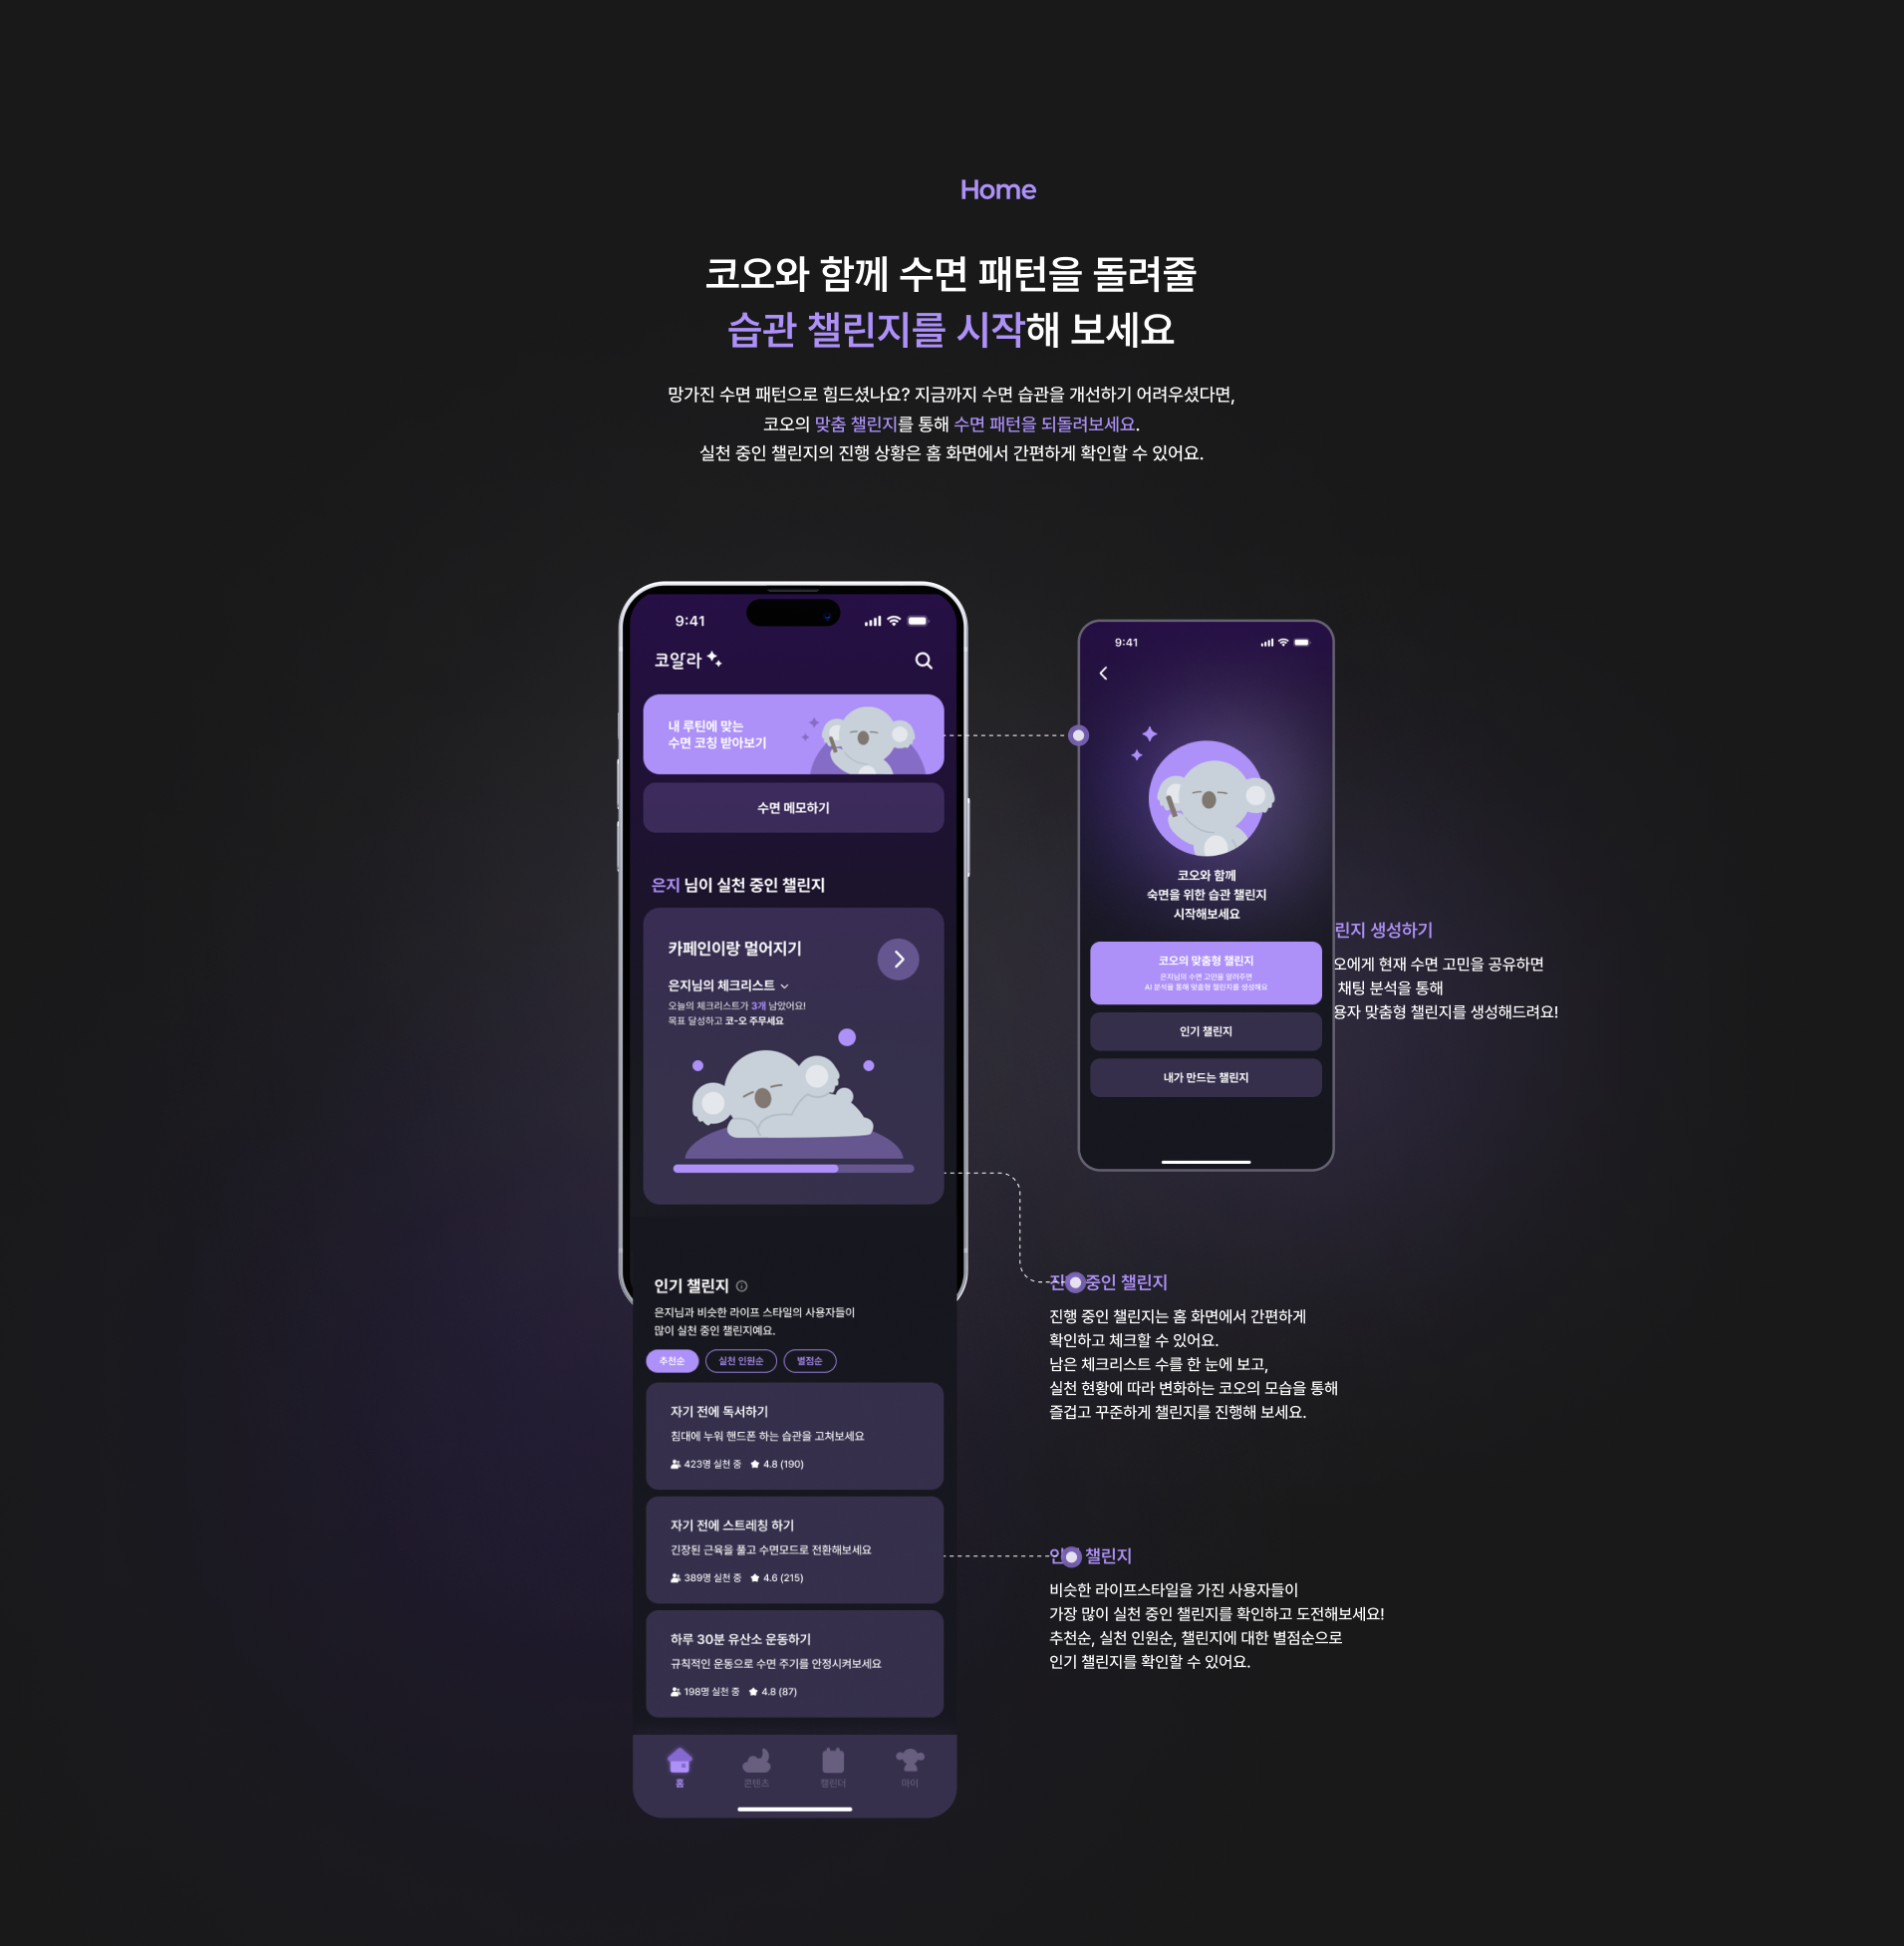 Home
코오와 함께 수면 패턴을 돌려줄
습관 챌린지를 시작해 보세요
망가진 수면 패턴으로 힘드셨나요? 지금까지 수면 습관을 개선하기 어려우셨다면,
코오의 맞춤 챌린지를 통해 수면 패턴을 되돌려보세요.
실천 중인 챌린지의 진행 상황은 홈 화면에서 간편하게 확인할 수 있어요.
9:41
코알라
내 루틴에 맞는
수면 코칭 받아보기
수면 메모하기
은지 님이 실천 중인 챌린지
카페인이랑 멀어지기
은지님의 체크리스트
오늘의 체크리스트가 3개 남았어요!
목표 달성하고 코-오 주무세요
인기 챌린지
은지님과 비슷한 라이프 스타일의 사용자들이
많이 실천 중인 챌린지예요.
추천순 실천 인원순 별점순
자기 전에 독서하기
침대에 누워 핸드폰 하는 습관을 고쳐보세요
423명 실천 중 4.8 (190)
자기 전에 스트레칭 하기
긴장된 근육을 풀고 수면모드로 전환해보세요
389명 실천 중 4.6 (215)
하루 30분 유산소 운동하기
규칙적인 운동으로 수면 주기를 안정시켜보세요
198명 실천 중 4.8 (87)
홈 콘텐츠 캘린더 마이
9:41
코오와 함께
숙면을 위한 습관 챌린지
시작해보세요
코오의 맞춤형 챌린지
은지님의 수면 고민을 알려주면
AI 분석을 통해 맞춤형 챌린지를 생성해요
인기 챌린지
내가 만드는 챌린지
린지 생성하기
오에게 현재 수면 고민을 공유하면
채팅 분석을 통해
용자 맞춤형 챌린지를 생성해드려요!
진 중인 챌린지
진행 중인 챌린지는 홈 화면에서 간편하게
확인하고 체크할 수 있어요.
남은 체크리스트 수를 한 눈에 보고,
실천 현황에 따라 변화하는 코오의 모습을 통해
즐겁고 꾸준하게 챌린지를 진행해 보세요.
챌린지
비슷한 라이프스타일을 가진 사용자들이
가장 많이 실천 중인 챌린지를 확인하고 도전해보세요!
추천순, 실천 인원순, 챌린지에 대한 별점순으로
인기 챌린지를 확인할 수 있어요.